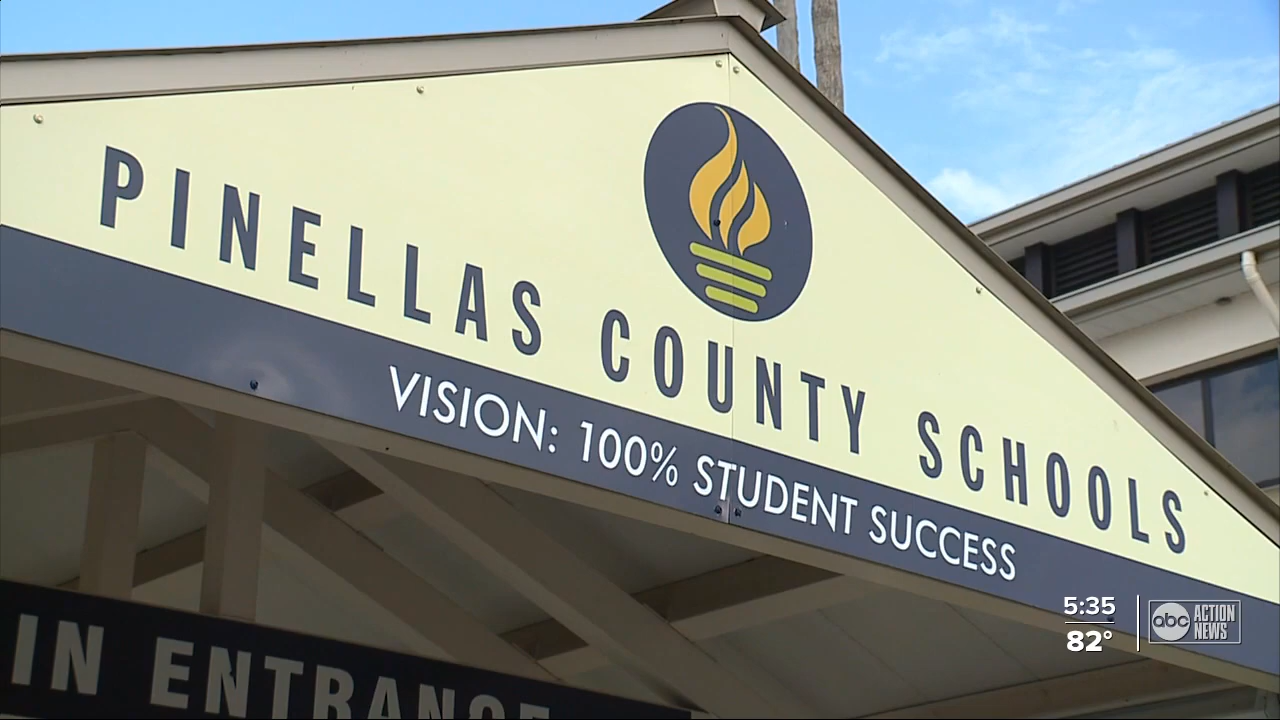 PINELLAS COUNTY SCHOOLS
VISION: 100% STUDENT SUCCESS
IN ENTRANCE
5:35
82°
abc ACTION NEWS